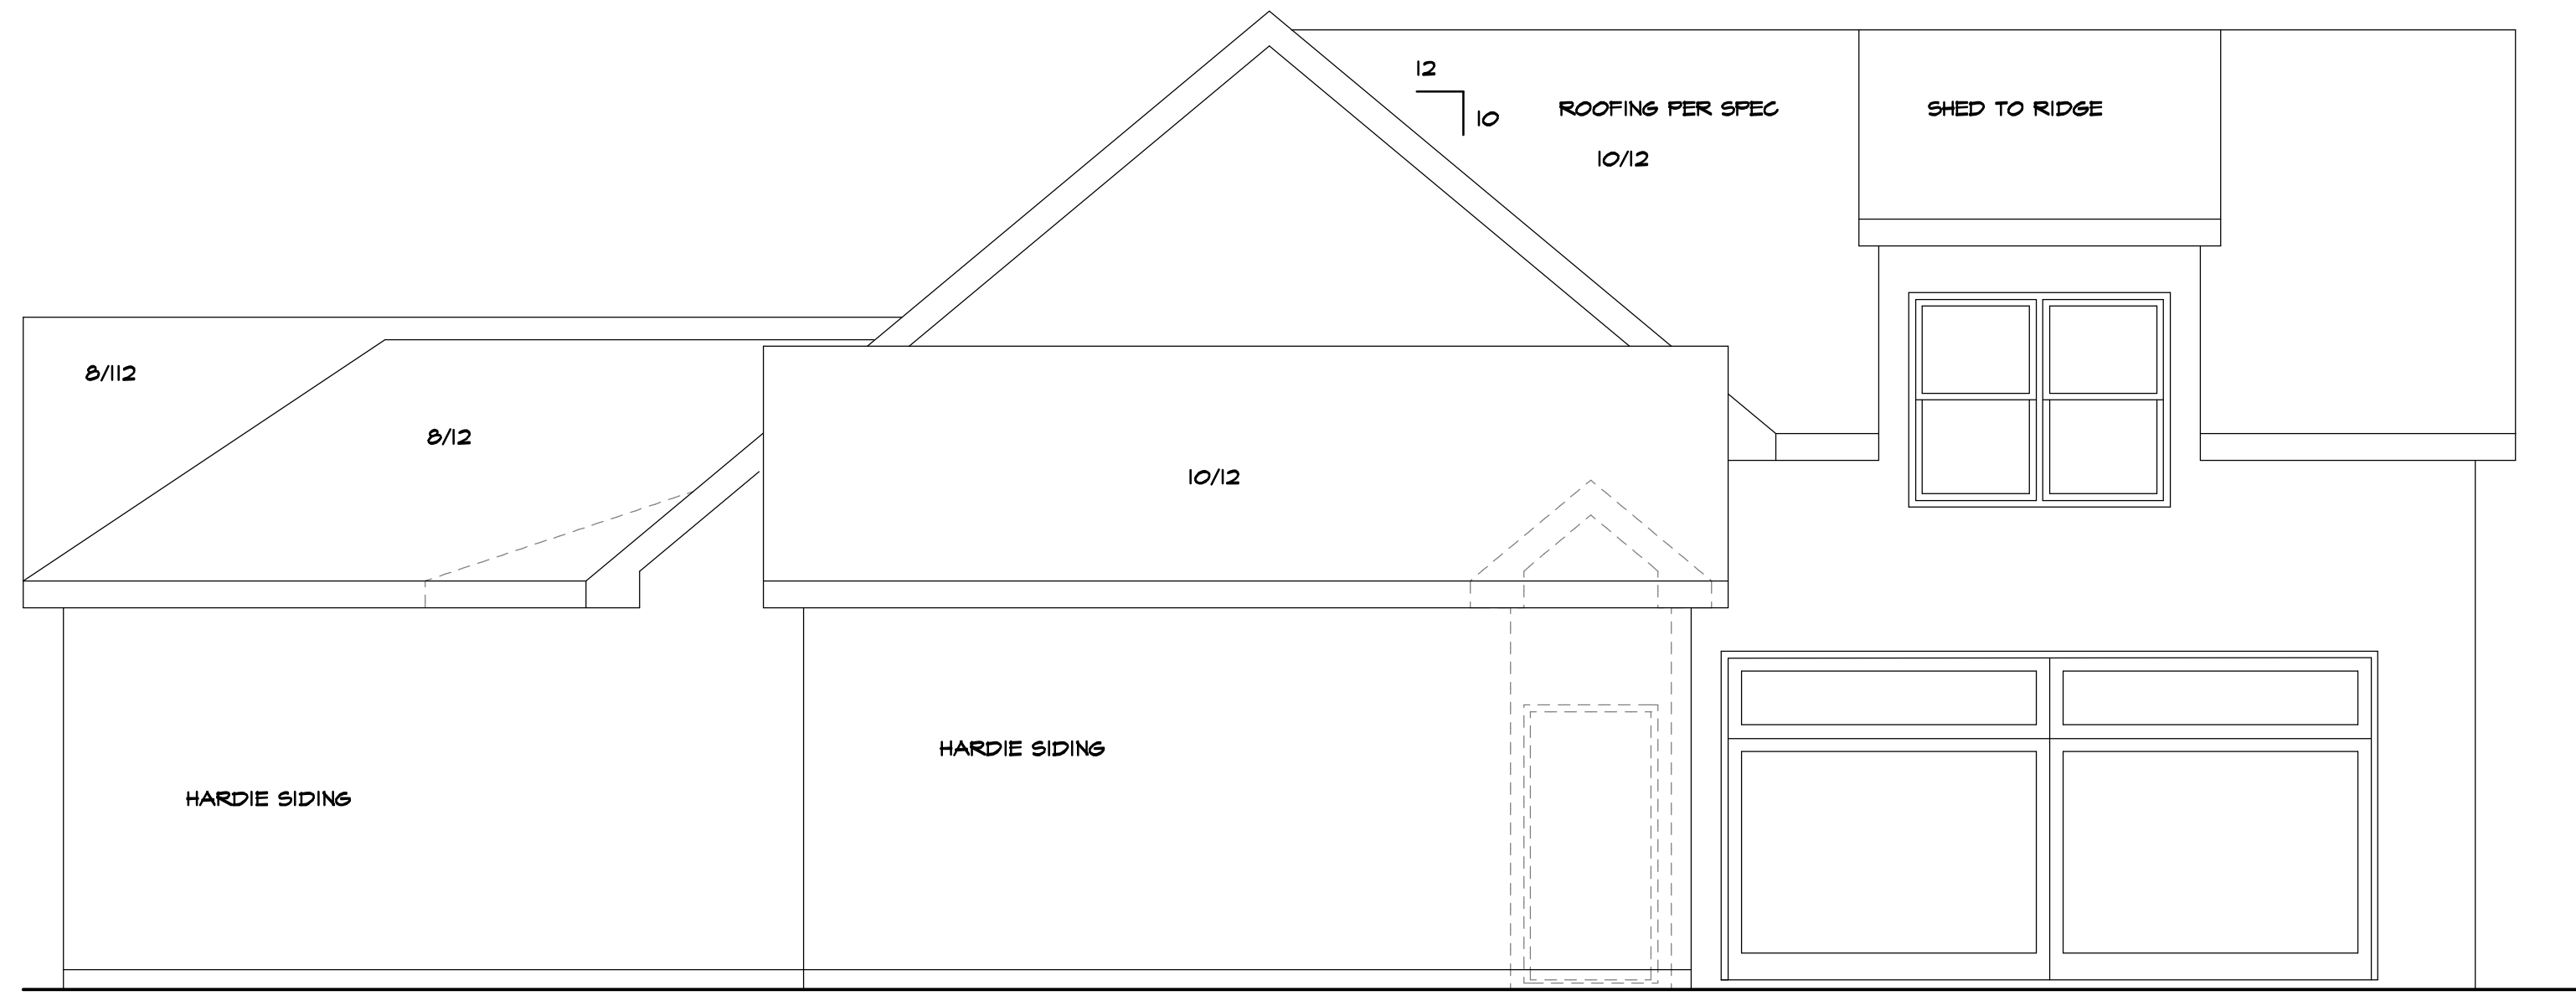 12
10
ROOFING PER SPEC
10/12
SHED TO RIDGE
8/112
8/12
10/12
HARDIE SIDING
HARDIE SIDING